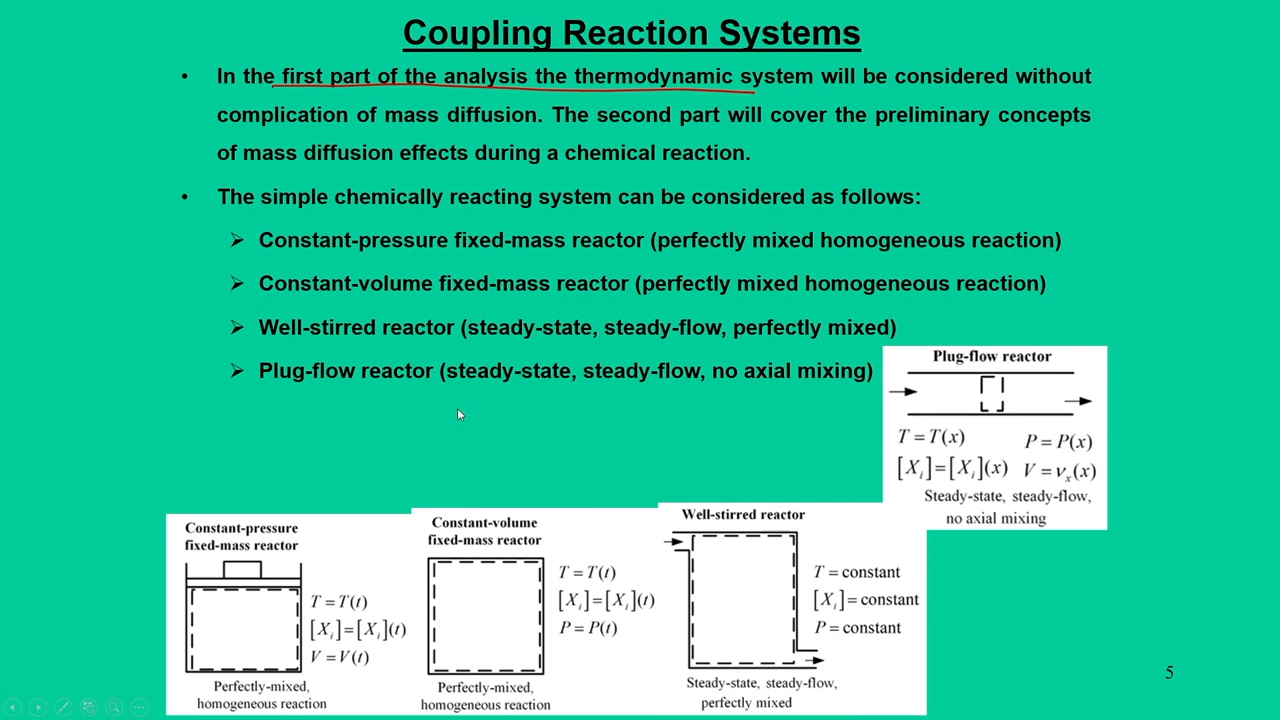 Coupling Reaction Systems
• In the first part of the analysis the thermodynamic system will be considered without
complication of mass diffusion. The second part will cover the preliminary concepts
of mass diffusion effects during a chemical reaction.
• The simple chemically reacting system can be considered as follows:
➢ Constant-pressure fixed-mass reactor (perfectly mixed homogeneous reaction)
➢ Constant-volume fixed-mass reactor (perfectly mixed homogeneous reaction)
➢ Well-stirred reactor (steady-state, steady-flow, perfectly mixed)
➢ Plug-flow reactor (steady-state, steady-flow, no axial mixing)
Plug-flow reactor
T = T(x) P = P(x)
[Xᵢ]=[Xᵢ](x) V = νₓ(x)
Steady-state, steady-flow,
no axial mixing
Constant-pressure
fixed-mass reactor
T = T(t)
[Xᵢ]=[Xᵢ](t)
V = V(t)
Perfectly-mixed,
homogeneous reaction
Constant-volume
fixed-mass reactor
T = T(t)
[Xᵢ]=[Xᵢ](t)
P = P(t)
Perfectly-mixed,
homogeneous reaction
Well-stirred reactor
T = constant
[Xᵢ]= constant
P = constant
Steady-state, steady-flow,
perfectly mixed
5